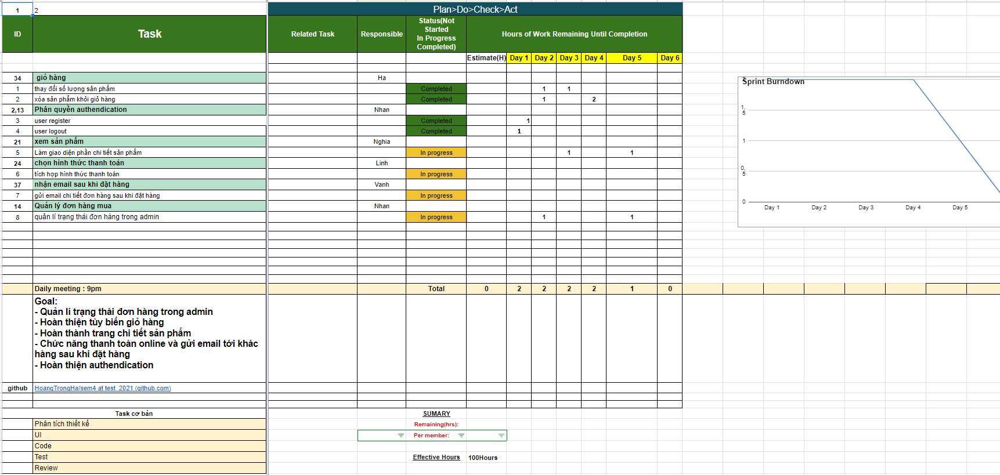 1 2 Plan>Do>Check>Act
ID Task Related Task Responsible Status(Not
Started
In Progress
Completed) Hours of Work Remaining Until Completion
Estimate(H) Day 1 Day 2 Day 3 Day 4 Day 5 Day 6
34 giỏ hàng Ha
1 thay đổi số lượng sản phẩm Completed 1 1
2 xóa sản phẩm khỏi giỏ hàng Completed 1 2
2,13 Phân quyền authendication Nhan
3 user register Completed 1
4 user logout Completed 1
21 xem sản phẩm Nghia
5 Làm giao diện phần chi tiết sản phẩm In progress 1 1
24 chọn hình thức thanh toán Linh
6 tích hợp hình thức thanh toán In progress
37 nhận email sau khi đặt hàng Vanh
7 gửi email chi tiết đơn hàng sau khi đặt hàng In progress
14 Quản lý đơn hàng mua Nhan
8 quản lí trạng thái đơn hàng trong admin In progress 1 1
Daily meeting : 9pm Total 0 2 2 2 2 1 0
Goal:
- Quản lí trạng thái đơn hàng trong admin
- Hoàn thiện tùy biến giỏ hàng
- Hoàn thành trang chi tiết sản phẩm
- Chức năng thanh toán online và gửi email tới khác
hàng sau khi đặt hàng
- Hoàn thiện authendication
github HoangTrongHa/sem4 at test_2021 (github.com)
Task cơ bản SUMARY
Phân tích thiết kế Remaining(hrs):
UI Per member:
Code
Test Effective Hours 100Hours
Review
Sprint Burndown
2
1,
5
1
0,
5
0
Day 1 Day 2 Day 3 Day 4 Day 5